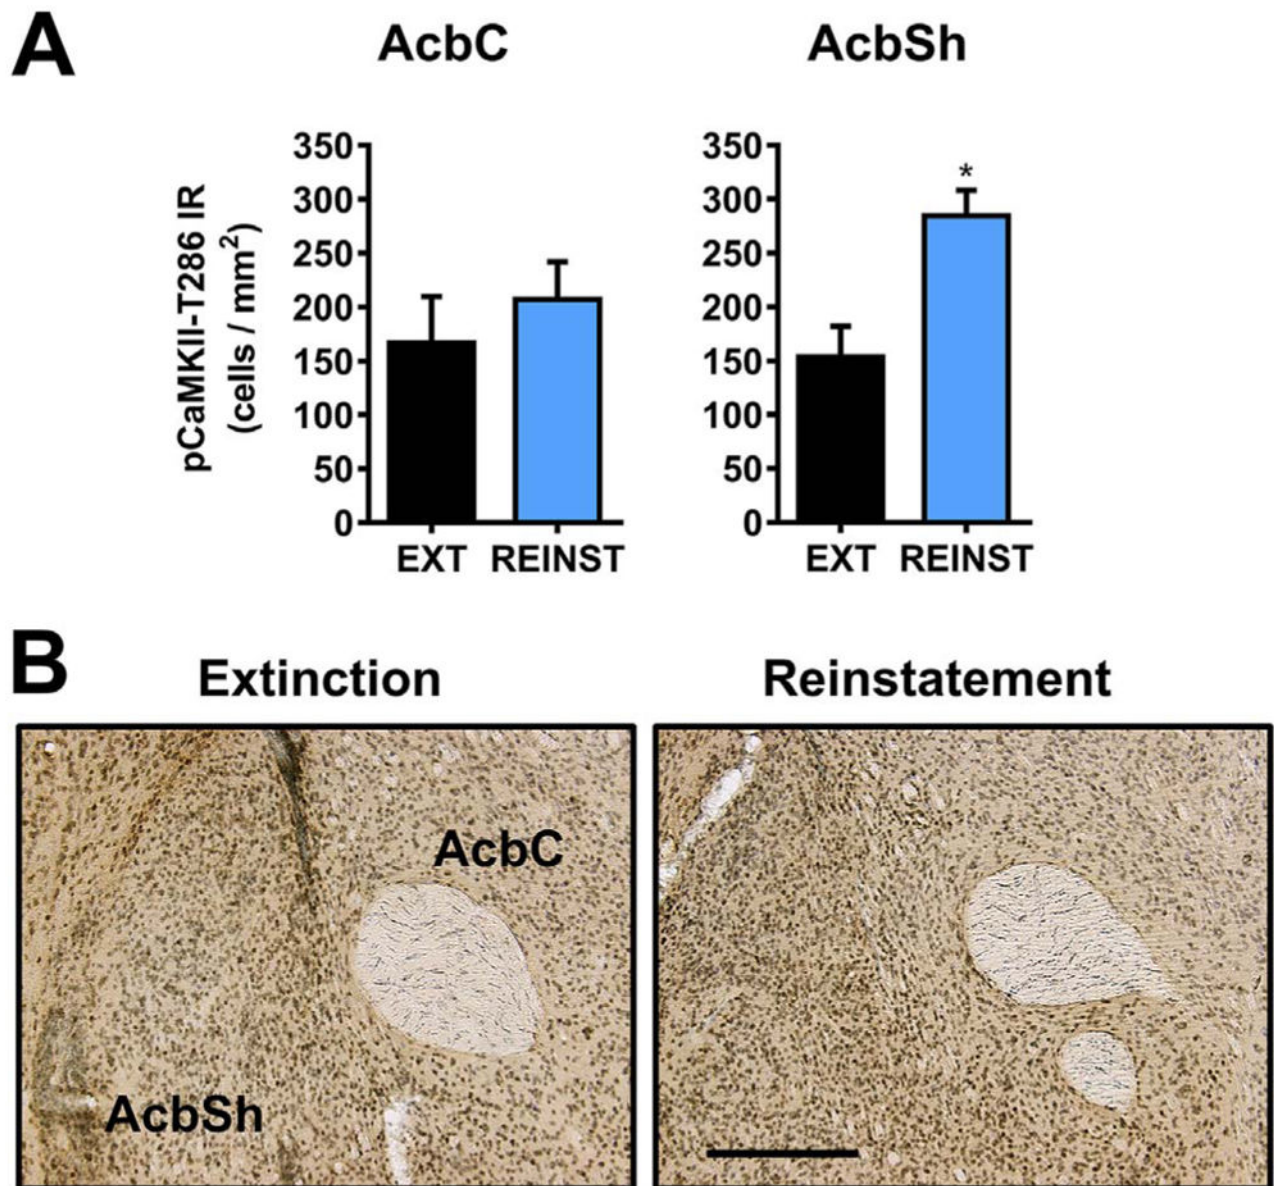 A
AcbC AcbSh
pCaMKII-T286 IR
(cells / mm²)
350
300
250
200
150
100
50
0
EXT REINST
350
300
250
200
150
100
50
0
*
EXT REINST
B
Extinction Reinstatement
AcbC
AcbSh